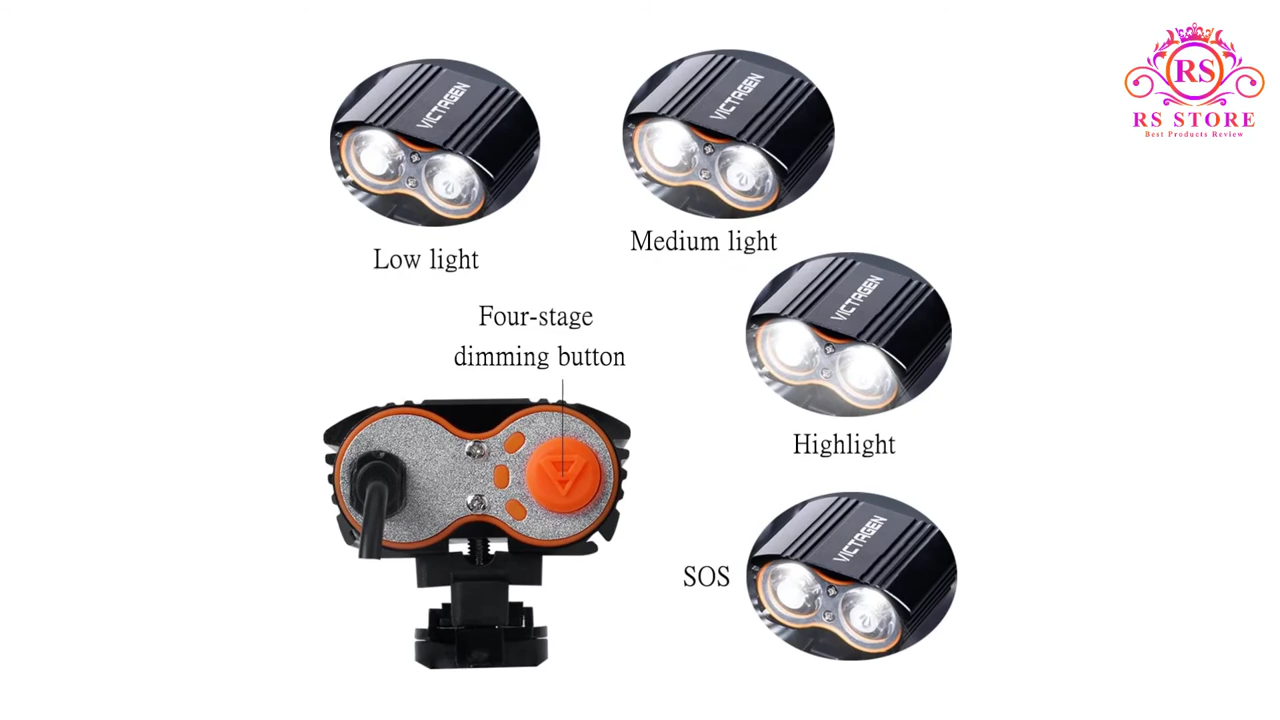 RS
RS STORE
Best Products Review
VICTAGEN
VICTAGEN
Low light
Medium light
Four-stage
dimming button
VICTAGEN
Highlight
VICTAGEN
SOS